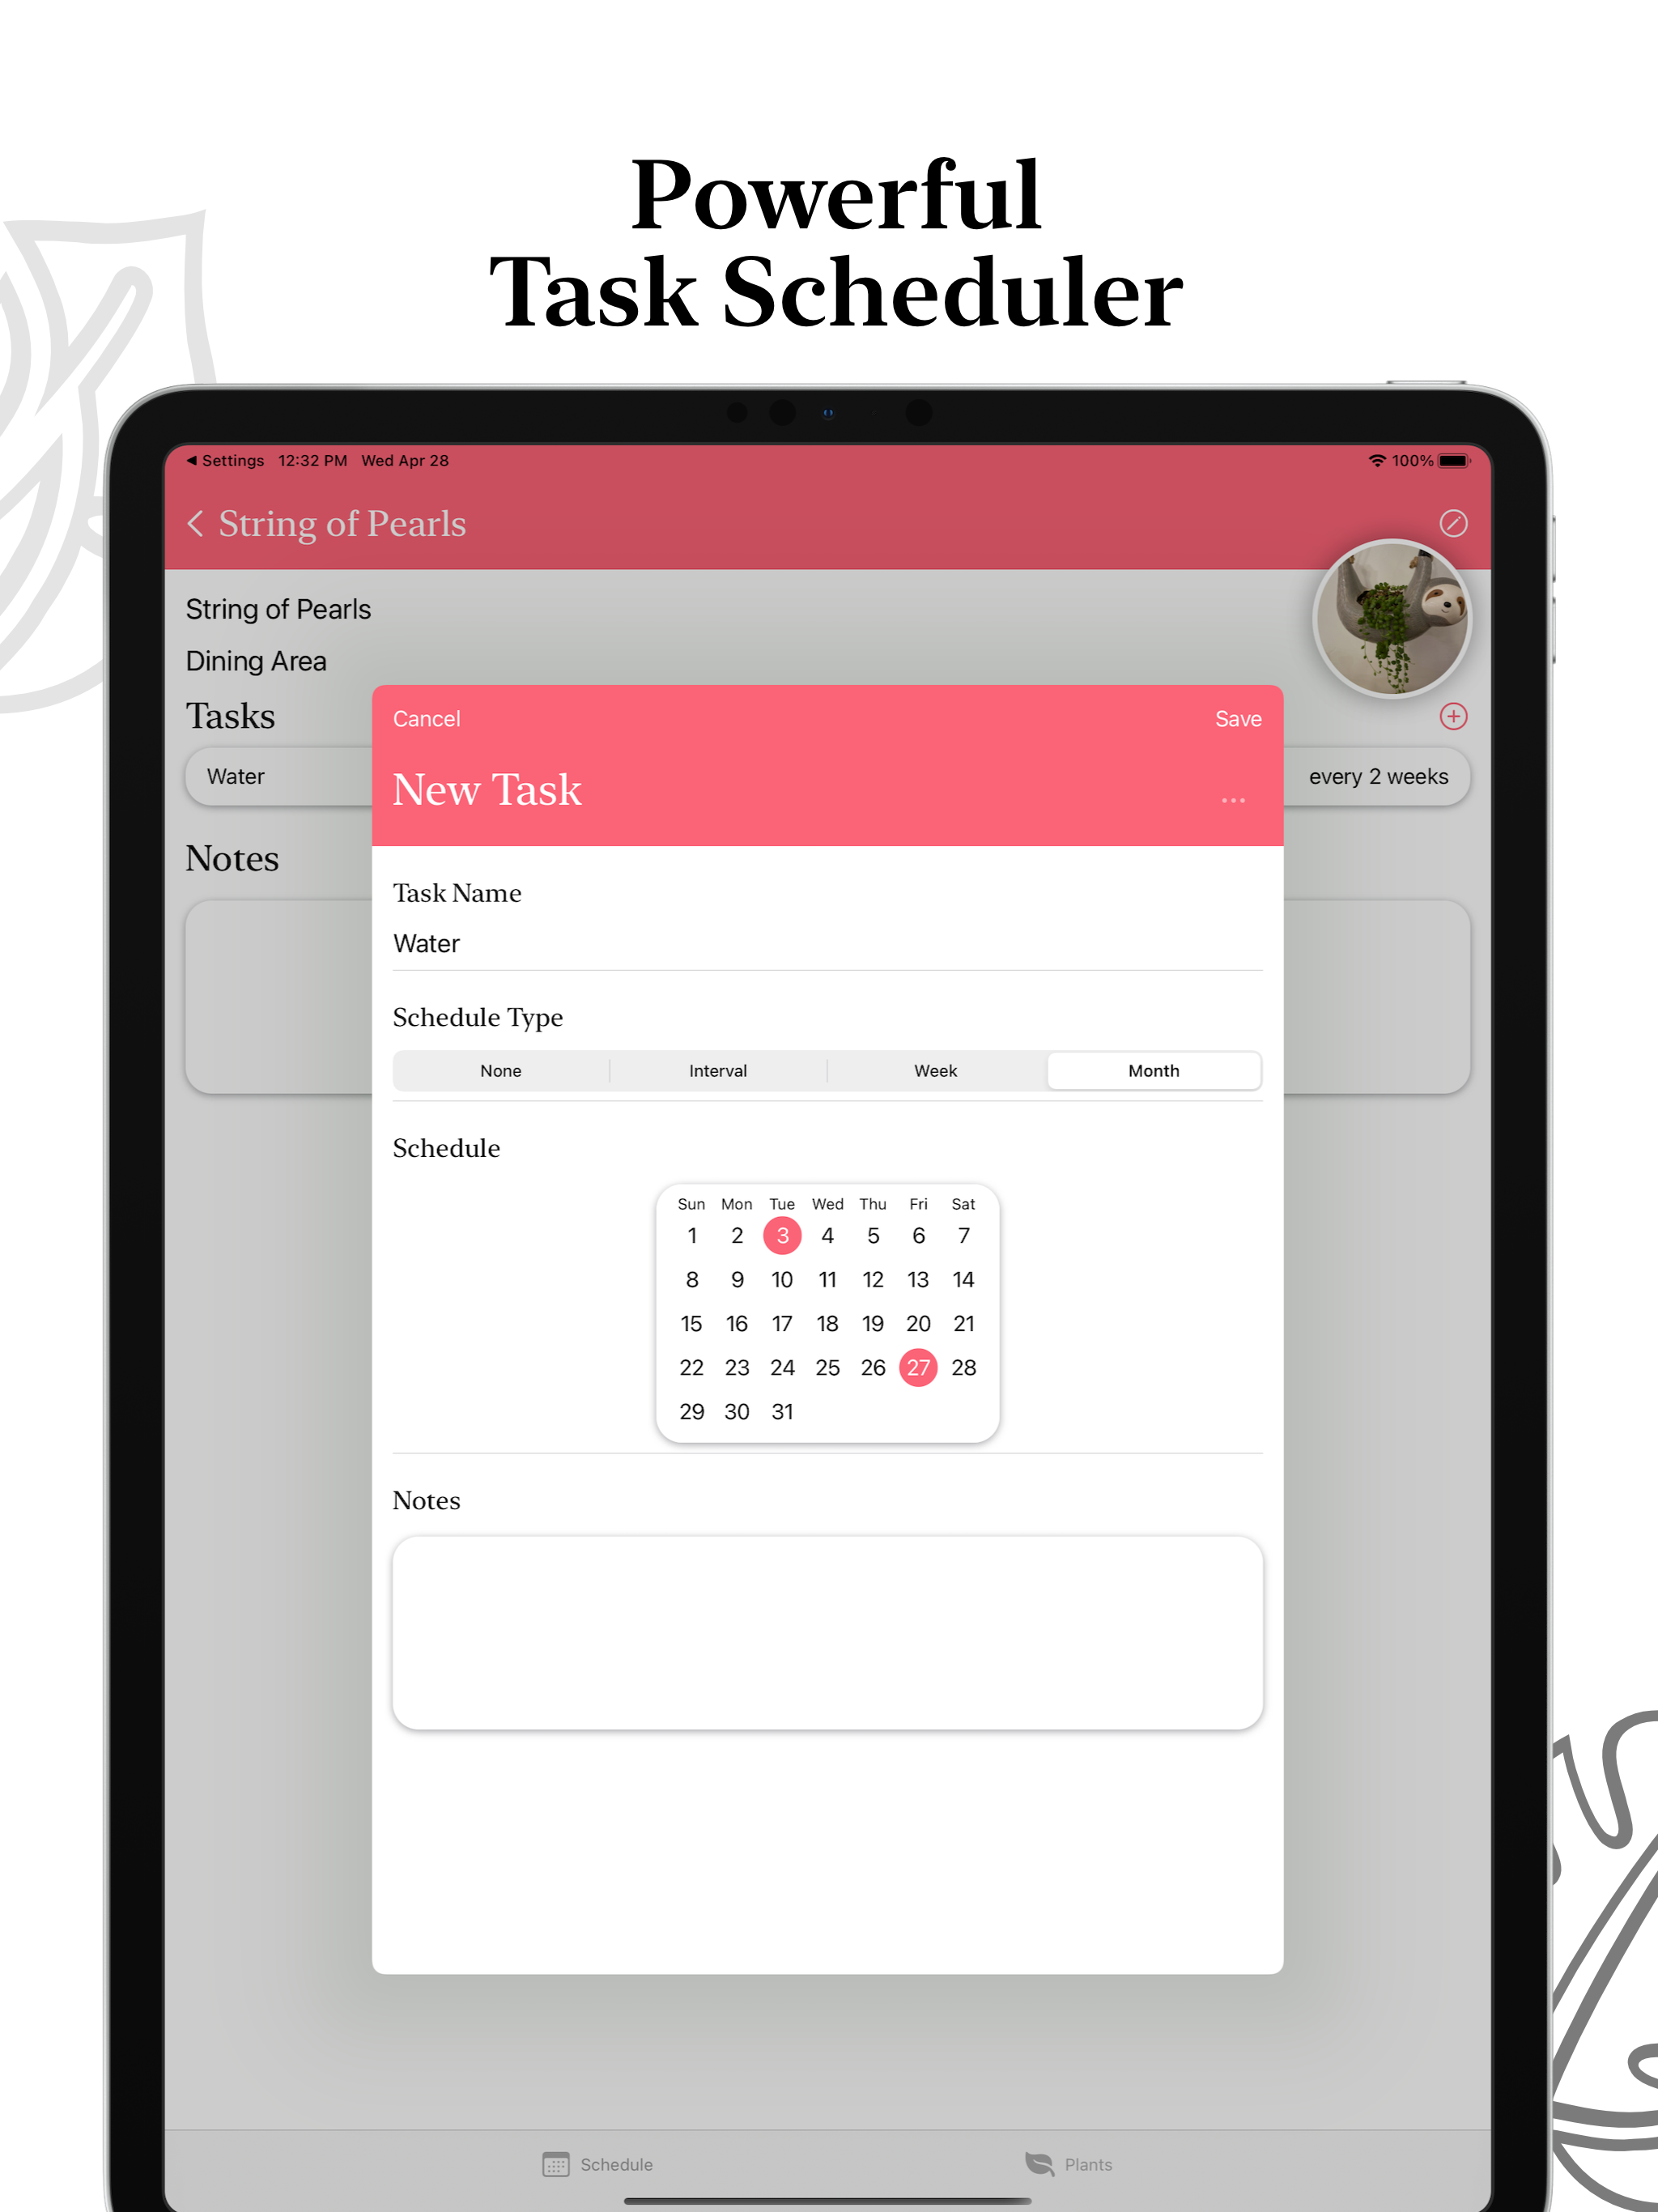 Powerful
Task Scheduler
◀ Settings 12:32 PM Wed Apr 28 100%
String of Pearls
String of Pearls
Dining Area
Tasks
Water every 2 weeks
Notes
Cancel Save
New Task ...
Task Name
Water
Schedule Type
None Interval Week Month
Schedule
Sun Mon Tue Wed Thu Fri Sat
1 2 3 4 5 6 7
8 9 10 11 12 13 14
15 16 17 18 19 20 21
22 23 24 25 26 27 28
29 30 31
Notes
Schedule Plants